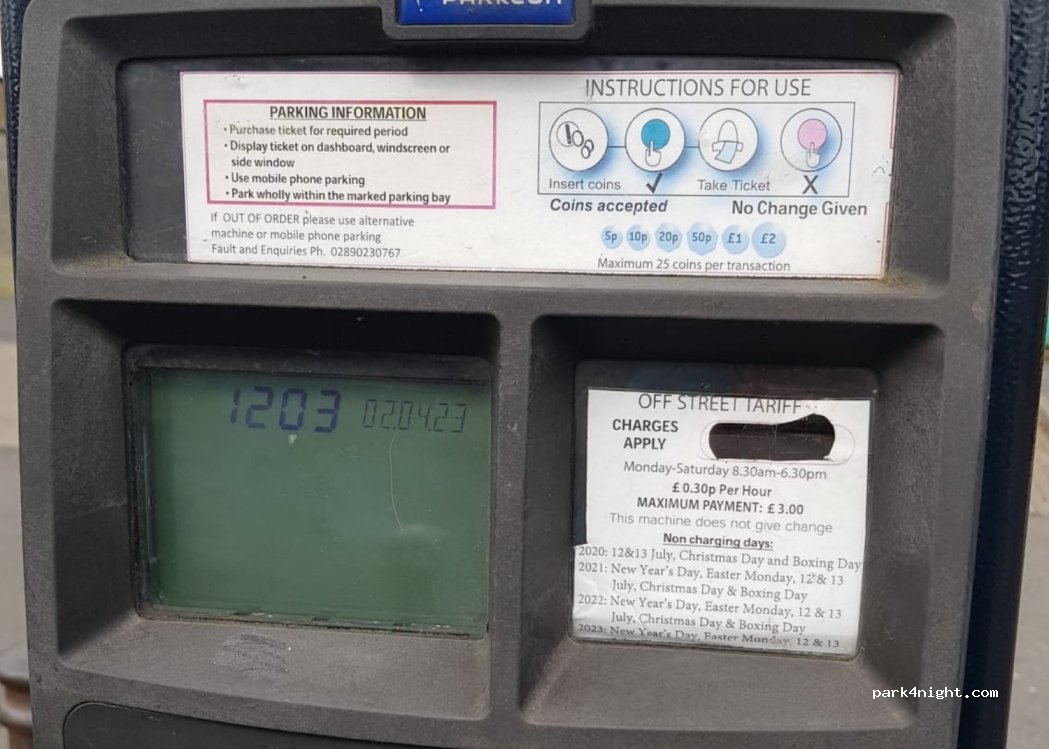 PARKEON
PARKING INFORMATION
• Purchase ticket for required period
• Display ticket on dashboard, windscreen or
side window
• Use mobile phone parking
• Park wholly within the marked parking bay
If OUT OF ORDER please use alternative
machine or mobile phone parking
Fault and Enquiries Ph. 02890230767
INSTRUCTIONS FOR USE
Insert coins ✓ Take Ticket X
Coins accepted No Change Given
5p 10p 20p 50p £1 £2
Maximum 25 coins per transaction
1203 02.04.23
OFF STREET TARIFF
CHARGES
APPLY
Monday-Saturday 8.30am-6.30pm
£0.30p Per Hour
MAXIMUM PAYMENT: £3.00
This machine does not give change
Non charging days:
2020: 12&13 July, Christmas Day and Boxing Day
2021: New Year's Day, Easter Monday, 12 & 13
July, Christmas Day & Boxing Day
2022: New Year's Day, Easter Monday, 12 & 13
July, Christmas Day & Boxing Day
2023: New Year's Day, Easter Monday, 12 & 13
park4night.com